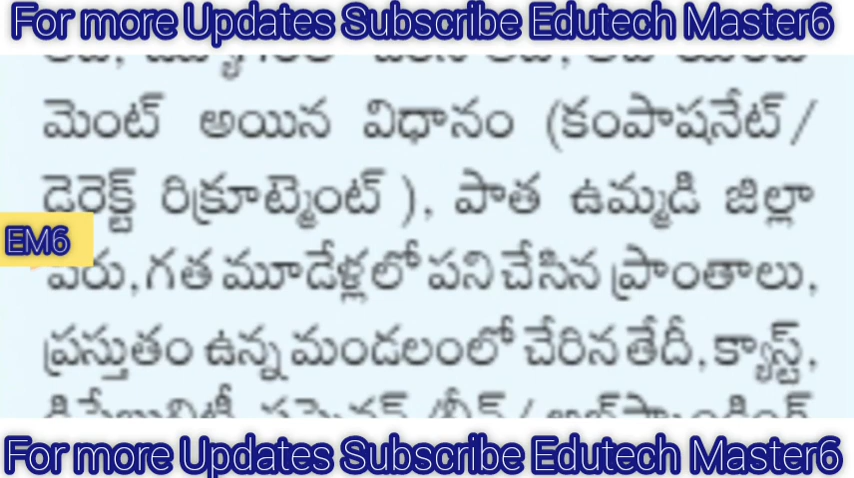 For more Updates Subscribe Edutech Master6
మెంట్ అయిన విధానం (కంపాషనేట్/
డెరెక్ట్ రిక్రూట్మెంట్), పాత ఉమ్మడి జిల్లా
EM6
పేరు, గత మూడేళ్లలో పనిచేసిన ప్రాంతాలు,
ప్రస్తుతం ఉన్న మండలంలో చేరిన తేదీ, క్యాస్ట్,
For more Updates Subscribe Edutech Master6